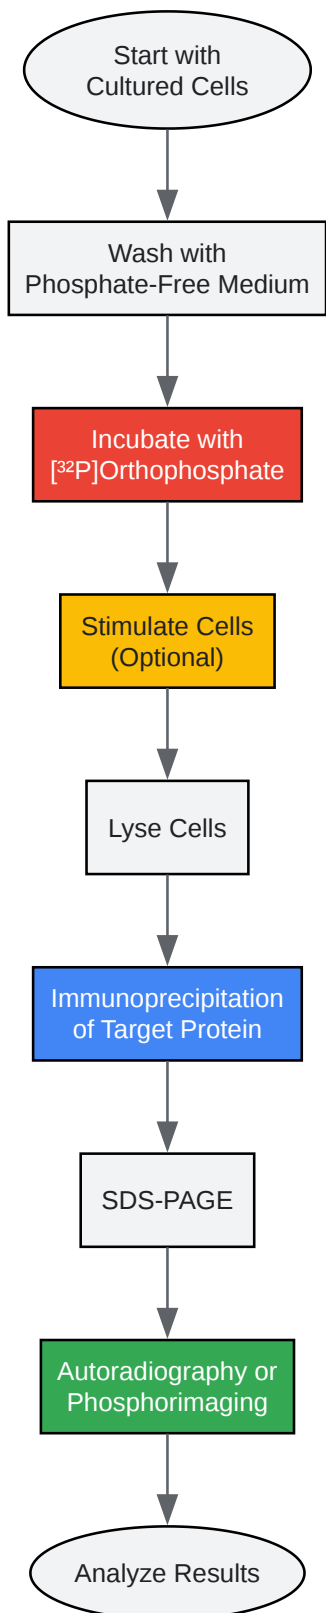 Start with
Cultured Cells
Wash with
Phosphate-Free Medium
Incubate with
[³²P]Orthophosphate
Stimulate Cells
(Optional)
Lyse Cells
Immunoprecipitation
of Target Protein
SDS-PAGE
Autoradiography or
Phosphorimaging
Analyze Results